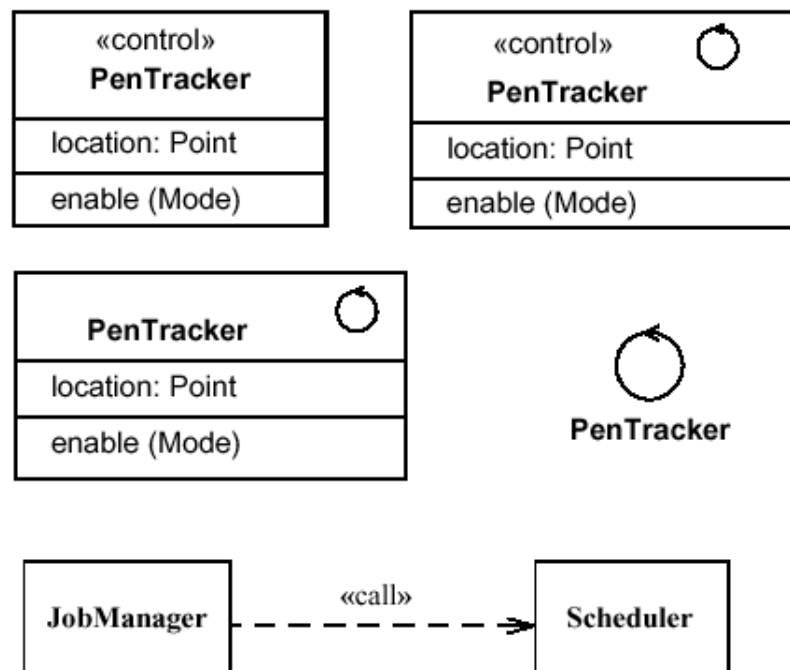 «control»
PenTracker
location: Point
enable (Mode)
«control»
PenTracker
location: Point
enable (Mode)
PenTracker
location: Point
enable (Mode)
PenTracker
JobManager
«call»
Scheduler